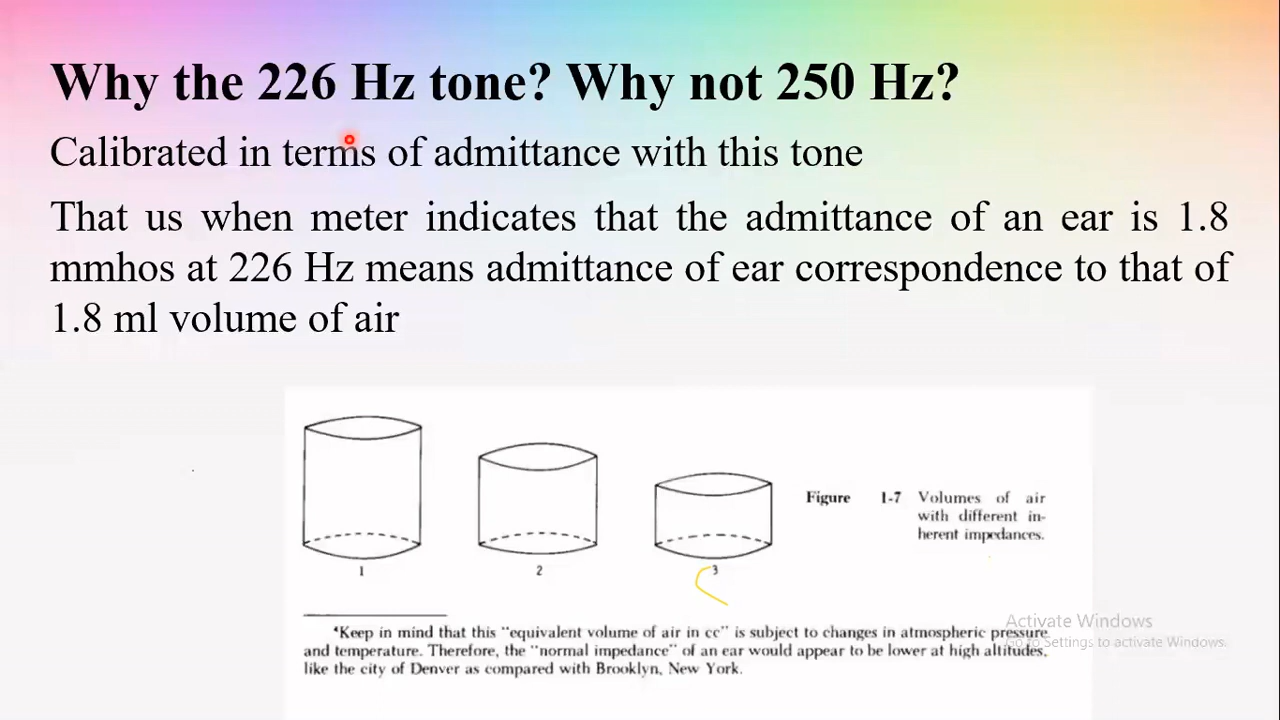 Why the 226 Hz tone? Why not 250 Hz?
Calibrated in terms of admittance with this tone
That us when meter indicates that the admittance of an ear is 1.8
mmhos at 226 Hz means admittance of ear correspondence to that of
1.8 ml volume of air
1
2
3
Figure 1-7 Volumes of air
with different in-
herent impedances.
*Keep in mind that this "equivalent volume of air in cc" is subject to changes in atmospheric pressure
and temperature. Therefore, the "normal impedance" of an ear would appear to be lower at high altitudes,
like the city of Denver as compared with Brooklyn, New York.
Activate Windows
Go to Settings to activate Windows.